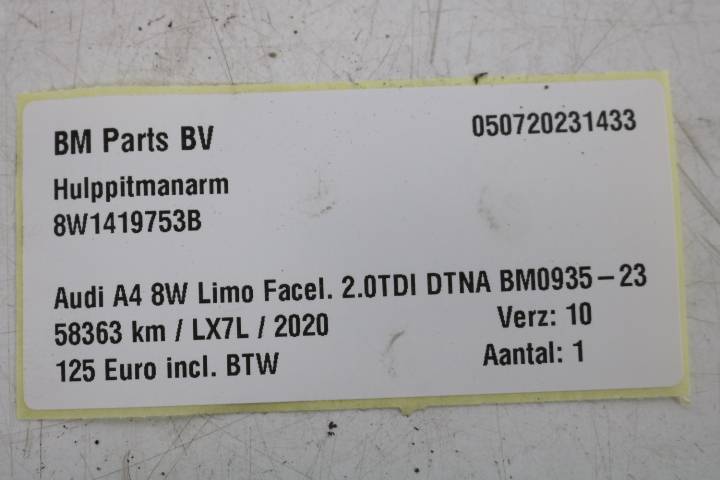 BM Parts BV 050720231433
Hulppitmanarm
8W1419753B
Audi A4 8W Limo Facel. 2.0TDI DTNA BM0935-23
58363 km / LX7L / 2020 Verz: 10
125 Euro incl. BTW Aantal: 1